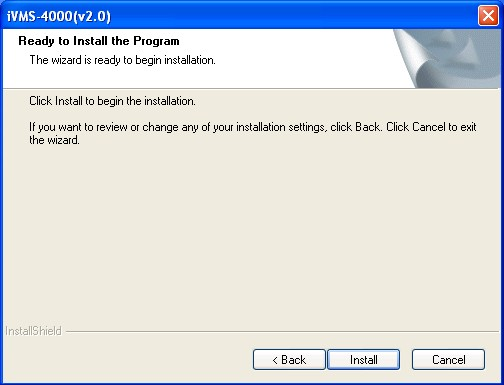 iVMS-4000(v2.0)
Ready to Install the Program
The wizard is ready to begin installation.
Click Install to begin the installation.
If you want to review or change any of your installation settings, click Back. Click Cancel to exit
the wizard.
InstallShield
< Back
Install
Cancel